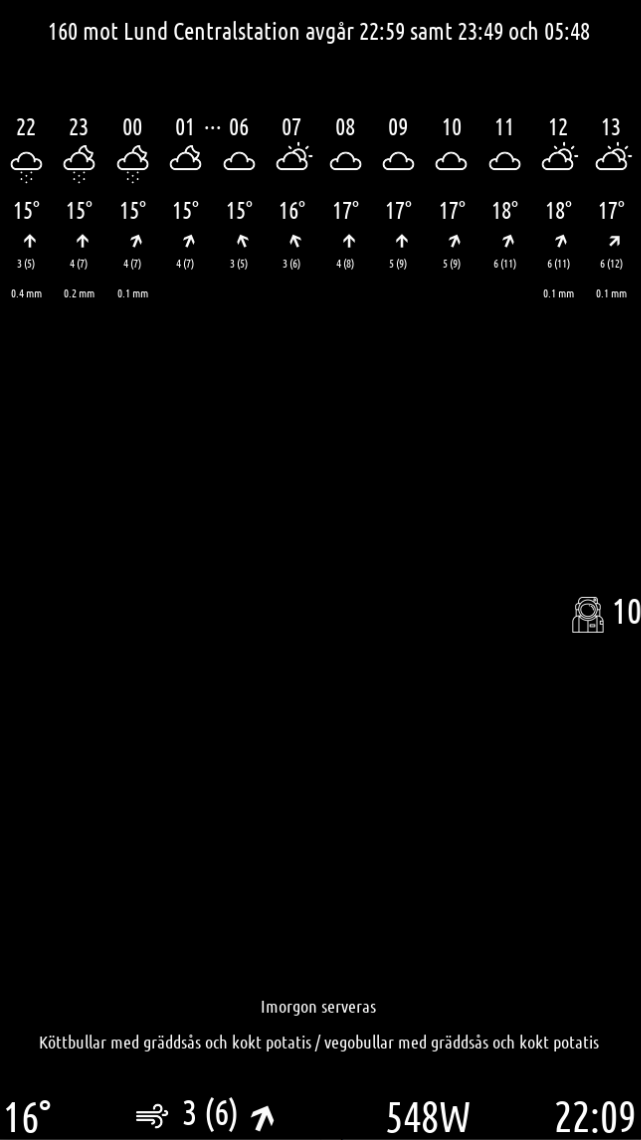 160 mot Lund Centralstation avgår 22:59 samt 23:49 och 05:48
22 23 00 01 ··· 06 07 08 09 10 11 12 13
15° 15° 15° 15° 15° 16° 17° 17° 17° 18° 18° 17°
3 (5) 4 (7) 4 (7) 4 (7) 3 (5) 3 (6) 4 (8) 5 (9) 5 (9) 6 (11) 6 (11) 6 (12)
0.4 mm 0.2 mm 0.1 mm 0.1 mm 0.1 mm
10
Imorgon serveras
Köttbullar med gräddsås och kokt potatis / vegobullar med gräddsås och kokt potatis
16° 3 (6) 548W 22:09